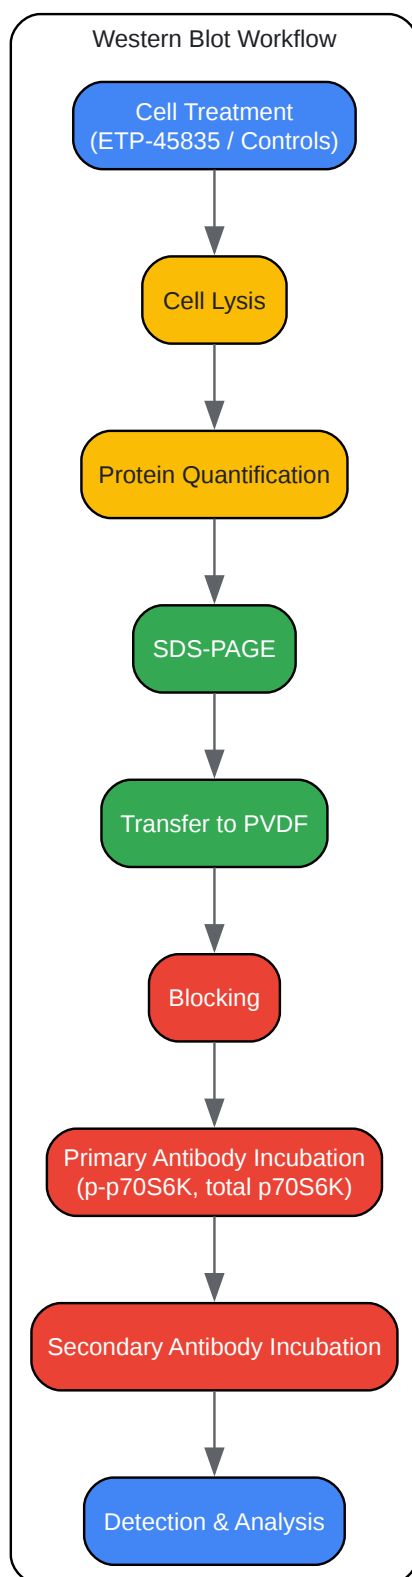 Western Blot Workflow
Cell Treatment
(ETP-45835 / Controls)
Cell Lysis
Protein Quantification
SDS-PAGE
Transfer to PVDF
Blocking
Primary Antibody Incubation
(p-p70S6K, total p70S6K)
Secondary Antibody Incubation
Detection & Analysis